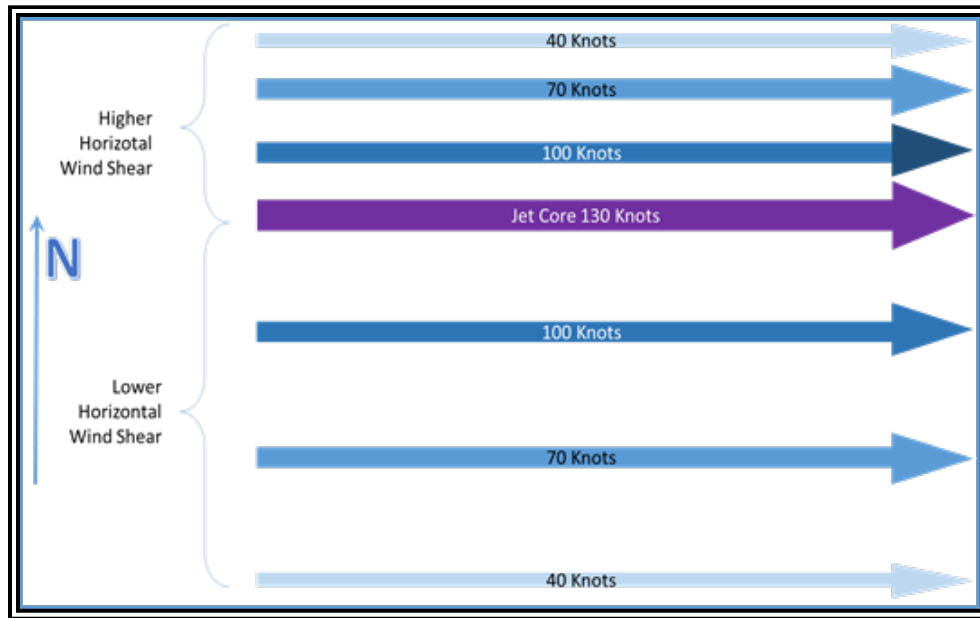 40 Knots
70 Knots
Higher
Horizotal
Wind Shear
100 Knots
Jet Core 130 Knots
N
100 Knots
Lower
Horizontal
Wind Shear
70 Knots
40 Knots